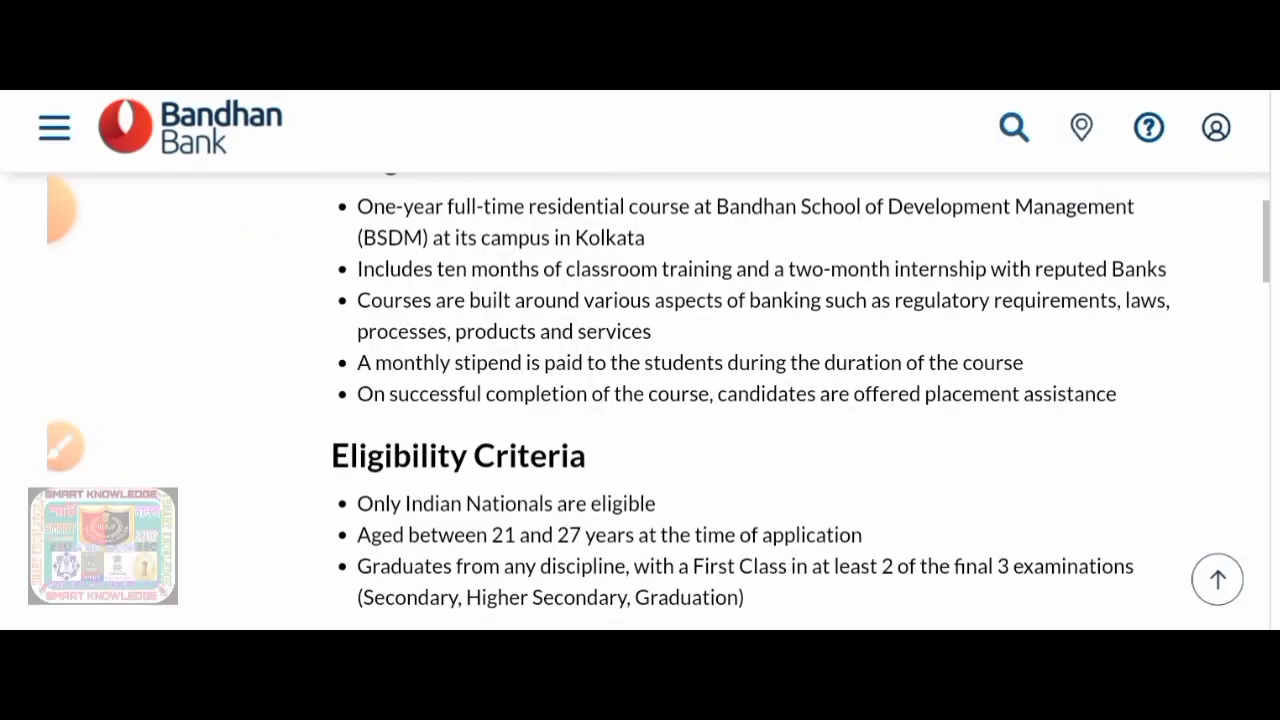 Bandhan
Bank
One-year full-time residential course at Bandhan School of Development Management
(BSDM) at its campus in Kolkata
Includes ten months of classroom training and a two-month internship with reputed Banks
Courses are built around various aspects of banking such as regulatory requirements, laws,
processes, products and services
A monthly stipend is paid to the students during the duration of the course
On successful completion of the course, candidates are offered placement assistance
Eligibility Criteria
Only Indian Nationals are eligible
Aged between 21 and 27 years at the time of application
Graduates from any discipline, with a First Class in at least 2 of the final 3 examinations
(Secondary, Higher Secondary, Graduation)
SMART KNOWLEDGE
SMART KNOWLEDGE